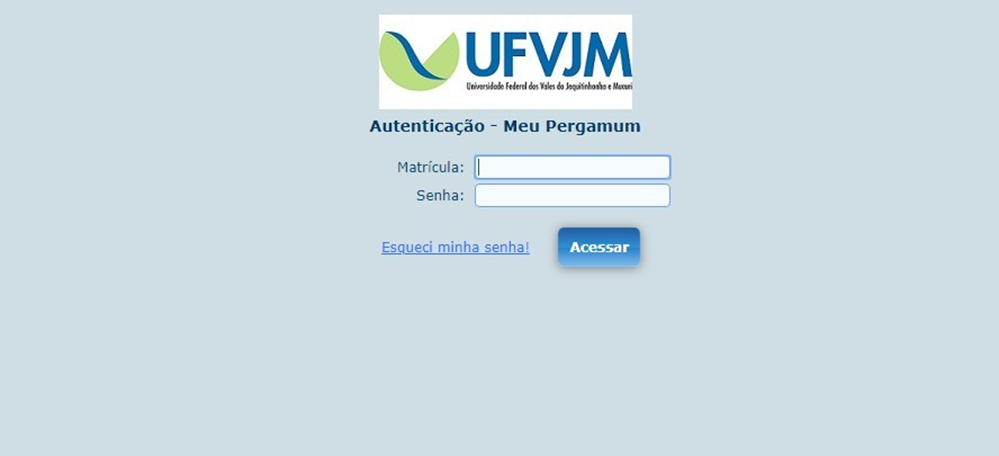 UFVJM
Universidade Federal dos Vales do Jequitinhonha e Mucuri
Autenticação - Meu Pergamum
Matrícula:
Senha:
Esqueci minha senha! Acessar